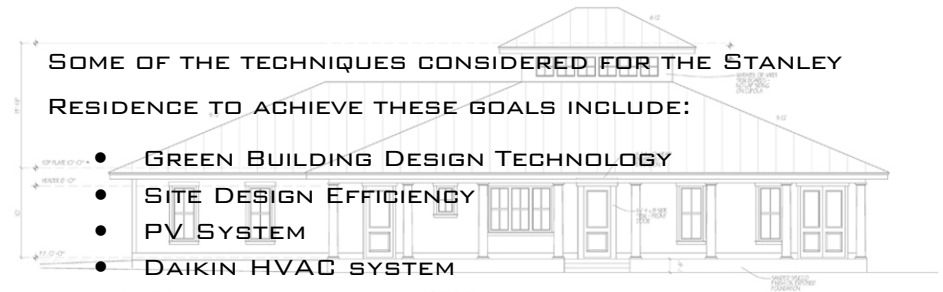 Some of the techniques considered for the Stanley
Residence to achieve these goals include:
• Green Building Design Technology
• Site Design Efficiency
• PV System
• Daikin HVAC system